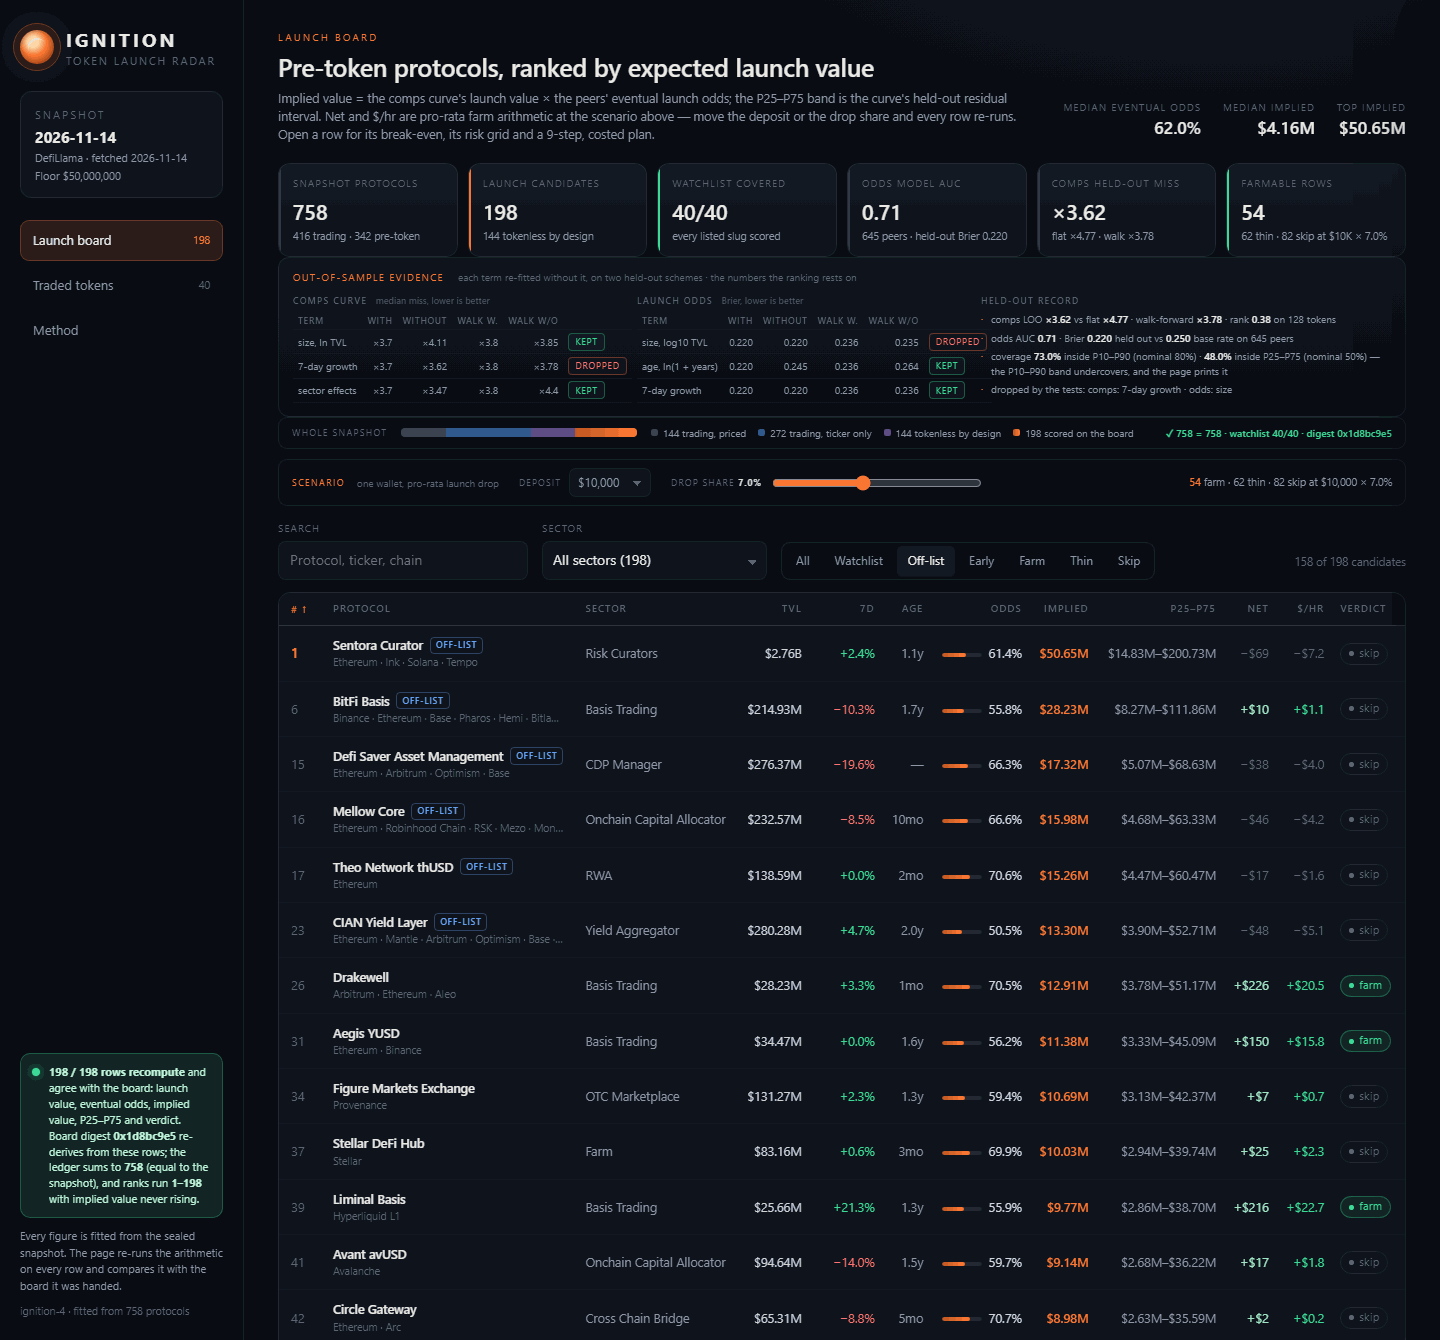 IGNITION
TOKEN LAUNCH RADAR
SNAPSHOT
2026-11-14
DefiLlama · fetched 2026-11-14
Floor $50,000,000
Launch board 198
Traded tokens 40
Method
198 / 198 rows recompute and
agree with the board: launch
value, eventual odds, implied
value, P25–P75 and verdict.
Board digest 0x1d8bc9e5 re-
derives from these rows; the
ledger sums to 758 (equal to the
snapshot), and ranks run 1–198
with implied value never rising.
Every figure is fitted from the sealed
snapshot. The page re-runs the arithmetic
on every row and compares it with the
board it was handed.
ignition-4 · fitted from 758 protocols
LAUNCH BOARD
Pre-token protocols, ranked by expected launch value
Implied value = the comps curve's launch value × the peers' eventual launch odds; the P25–P75 band is the curve's held-out residual
interval. Net and $/hr are pro-rata farm arithmetic at the scenario above — move the deposit or the drop share and every row re-runs.
Open a row for its break-even, its risk grid and a 9-step, costed plan.
MEDIAN EVENTUAL ODDS MEDIAN IMPLIED TOP IMPLIED
62.0% $4.16M $50.65M
SNAPSHOT PROTOCOLS
758
416 trading · 342 pre-token
LAUNCH CANDIDATES
198
144 tokenless by design
WATCHLIST COVERED
40/40
every listed slug scored
ODDS MODEL AUC
0.71
645 peers · held-out Brier 0.220
COMPS HELD-OUT MISS
×3.62
flat ×4.77 · walk ×3.78
FARMABLE ROWS
54
62 thin · 82 skip at $10K × 7.0%
OUT-OF-SAMPLE EVIDENCE each term re-fitted without it, on two held-out schemes · the numbers the ranking rests on
COMPS CURVE median miss, lower is better
TERM WITH WITHOUT WALK W. WALK W/O
size, ln TVL ×3.7 ×4.11 ×3.8 ×3.85 KEPT
7-day growth ×3.7 ×3.62 ×3.8 ×3.78 DROPPED
sector effects ×3.7 ×3.47 ×3.8 ×4.4 KEPT
LAUNCH ODDS Brier, lower is better
TERM WITH WITHOUT WALK W. WALK W/O
size, log10 TVL 0.220 0.220 0.236 0.235 DROPPED
age, ln(1 + years) 0.220 0.245 0.236 0.264 KEPT
7-day growth 0.220 0.220 0.236 0.236 KEPT
HELD-OUT RECORD
· comps LOO ×3.62 vs flat ×4.77 · walk-forward ×3.78 · rank 0.38 on 128 tokens
· odds AUC 0.71 · Brier 0.220 held out vs 0.250 base rate on 645 peers
· coverage 73.0% inside P10–P90 (nominal 80%) · 48.0% inside P25–P75 (nominal 50%) —
the P10–P90 band undercovers, and the page prints it
· dropped by the tests: comps: 7-day growth · odds: size
WHOLE SNAPSHOT 144 trading, priced 272 trading, ticker only 144 tokenless by design 198 scored on the board ✓ 758 = 758 · watchlist 40/40 · digest 0x1d8bc9e5
SCENARIO one wallet, pro-rata launch drop DEPOSIT $10,000 DROP SHARE 7.0% 54 farm · 62 thin · 82 skip at $10,000 × 7.0%
SEARCH SECTOR
Protocol, ticker, chain All sectors (198) All Watchlist Off-list Early Farm Thin Skip 158 of 198 candidates
# ↑ PROTOCOL SECTOR TVL 7D AGE ODDS IMPLIED P25–P75 NET $/HR VERDICT
1 Sentora Curator OFF-LIST Risk Curators $2.76B +2.4% 1.1y 61.4% $50.65M $14.83M–$200.73M −$69 −$7.2 skip
Ethereum · Ink · Solana · Tempo
6 BitFi Basis OFF-LIST Basis Trading $214.93M −10.3% 1.7y 55.8% $28.23M $8.27M–$111.86M +$10 +$1.1 skip
Binance · Ethereum · Base · Pharos · Hemi · Bitla…
15 Defi Saver Asset Management OFF-LIST CDP Manager $276.37M −19.6% — 66.3% $17.32M $5.07M–$68.63M −$38 −$4.0 skip
Ethereum · Arbitrum · Optimism · Base
16 Mellow Core OFF-LIST Onchain Capital Allocator $232.57M −8.5% 10mo 66.6% $15.98M $4.68M–$63.33M −$46 −$4.2 skip
Ethereum · Robinhood Chain · RSK · Mezo · Mon…
17 Theo Network thUSD OFF-LIST RWA $138.59M +0.0% 2mo 70.6% $15.26M $4.47M–$60.47M −$17 −$1.6 skip
Ethereum
23 CIAN Yield Layer OFF-LIST Yield Aggregator $280.28M +4.7% 2.0y 50.5% $13.30M $3.90M–$52.71M −$48 −$5.1 skip
Ethereum · Mantle · Arbitrum · Optimism · Base ·…
26 Drakewell Basis Trading $28.23M +3.3% 1mo 70.5% $12.91M $3.78M–$51.17M +$226 +$20.5 farm
Arbitrum · Ethereum · Aleo
31 Aegis YUSD Basis Trading $34.47M +0.0% 1.6y 56.2% $11.38M $3.33M–$45.09M +$150 +$15.8 farm
Ethereum · Binance
34 Figure Markets Exchange OTC Marketplace $131.27M +2.3% 1.3y 59.4% $10.69M $3.13M–$42.37M +$7 +$0.7 skip
Provenance
37 Stellar DeFi Hub Farm $83.16M +0.6% 3mo 69.9% $10.03M $2.94M–$39.74M +$25 +$2.3 skip
Stellar
39 Liminal Basis Basis Trading $25.66M +21.3% 1.3y 55.9% $9.77M $2.86M–$38.70M +$216 +$22.7 farm
Hyperliquid L1
41 Avant avUSD Onchain Capital Allocator $94.64M −14.0% 1.5y 59.7% $9.14M $2.68M–$36.22M +$17 +$1.8 skip
Avalanche
42 Circle Gateway Cross Chain Bridge $65.31M −8.8% 5mo 70.7% $8.98M $2.63M–$35.59M +$2 +$0.2 skip
Ethereum · Arc